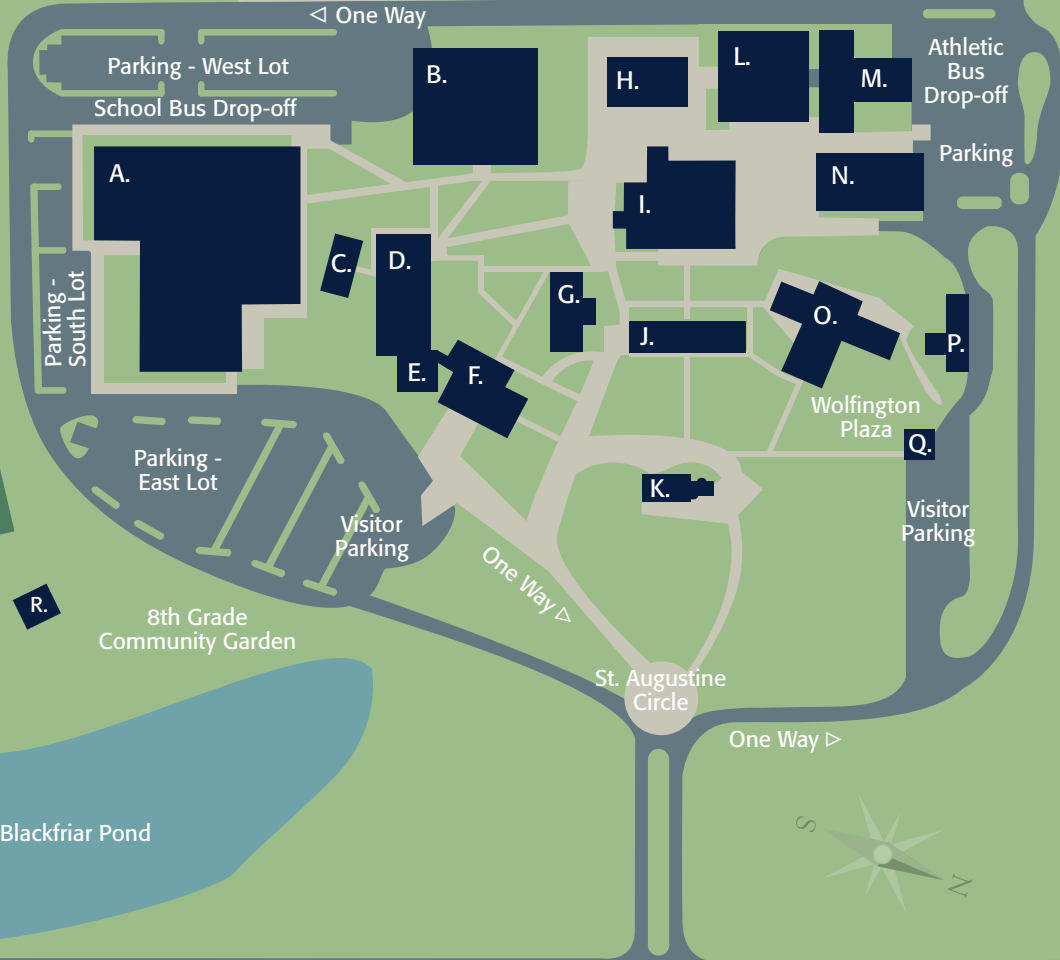 ◁ One Way
Parking - West Lot
School Bus Drop-off
Athletic
Bus
Drop-off
Parking
A.
B.
C.
D.
E.
F.
G.
H.
I.
J.
K.
L.
M.
N.
O.
P.
Q.
R.
Parking -
South Lot
Wolfington
Plaza
Parking -
East Lot
Visitor
Parking
Visitor
Parking
One Way ▷
8th Grade
Community Garden
St. Augustine
Circle
One Way ▷
Blackfriar Pond
S
N